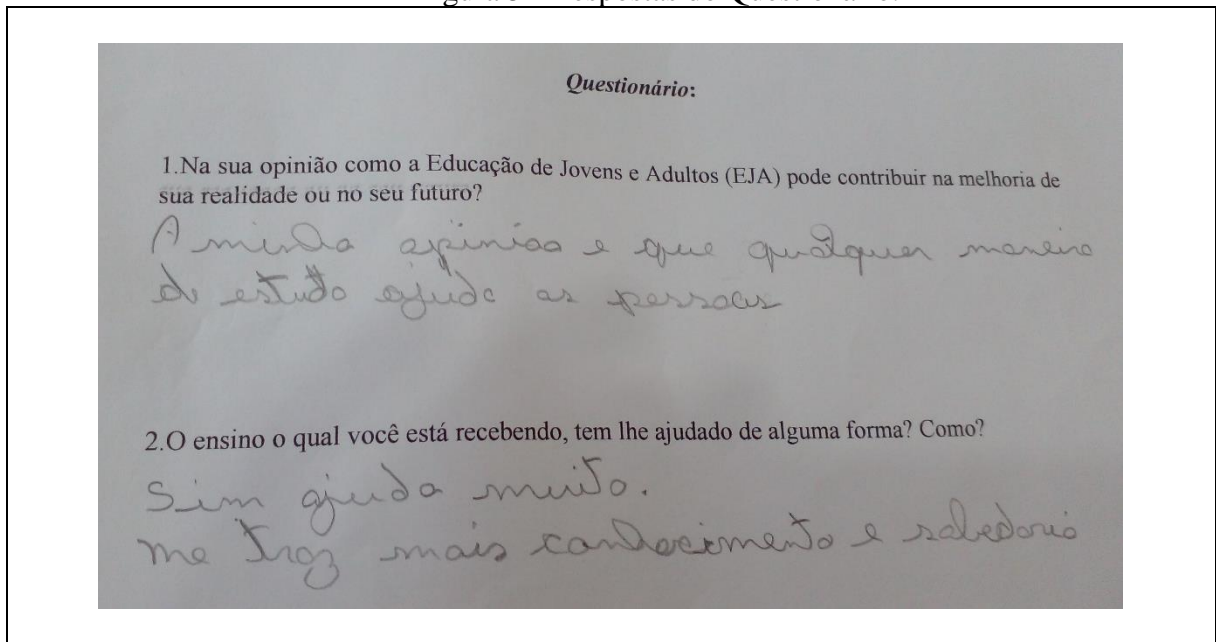 Questionário:
1.Na sua opinião como a Educação de Jovens e Adultos (EJA) pode contribuir na melhoria de
sua realidade ou no seu futuro?
A minha opinião e que qualquer maneira
de estudo ajuda as pessoas
2.O ensino o qual você está recebendo, tem lhe ajudado de alguma forma? Como?
Sim ajuda muito.
me traz mais conhecimento e sabedoria